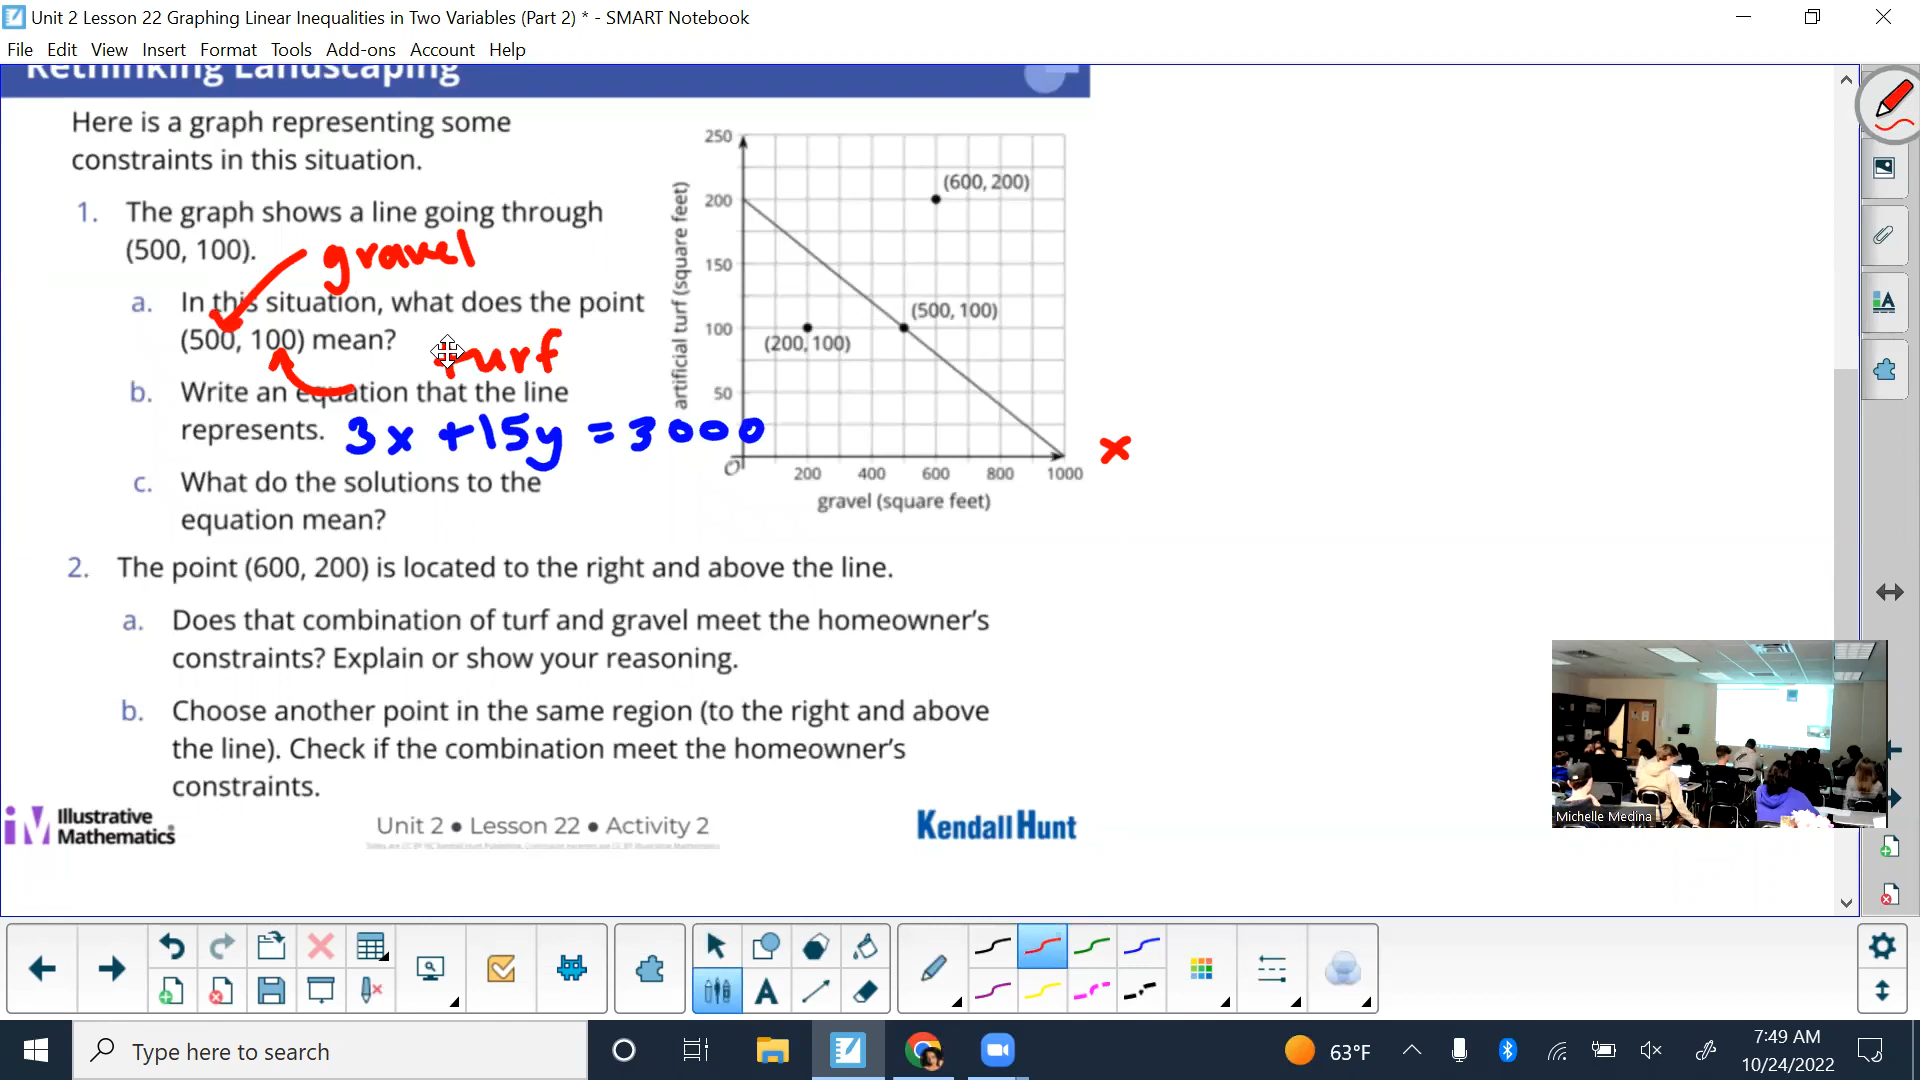 Unit 2 Lesson 22 Graphing Linear Inequalities in Two Variables (Part 2) * - SMART Notebook
File Edit View Insert Format Tools Add-ons Account Help
Rethinking Landscaping
Here is a graph representing some
constraints in this situation.
1. The graph shows a line going through
(500, 100).
gravel
a. In this situation, what does the point
(500, 100) mean?
turf
b. Write an equation that the line
represents. 3x + 15y = 3000
c. What do the solutions to the
equation mean?
250
200
150
100
50
O
artificial turf (square feet)
(600, 200)
(500, 100)
(200, 100)
200 400 600 800 1000
x
gravel (square feet)
2. The point (600, 200) is located to the right and above the line.
a. Does that combination of turf and gravel meet the homeowner's
constraints? Explain or show your reasoning.
b. Choose another point in the same region (to the right and above
the line). Check if the combination meet the homeowner's
constraints.
Illustrative
Mathematics
Unit 2 • Lesson 22 • Activity 2
Kendall Hunt
Michelle Medina
Type here to search
63°F
7:49 AM
10/24/2022